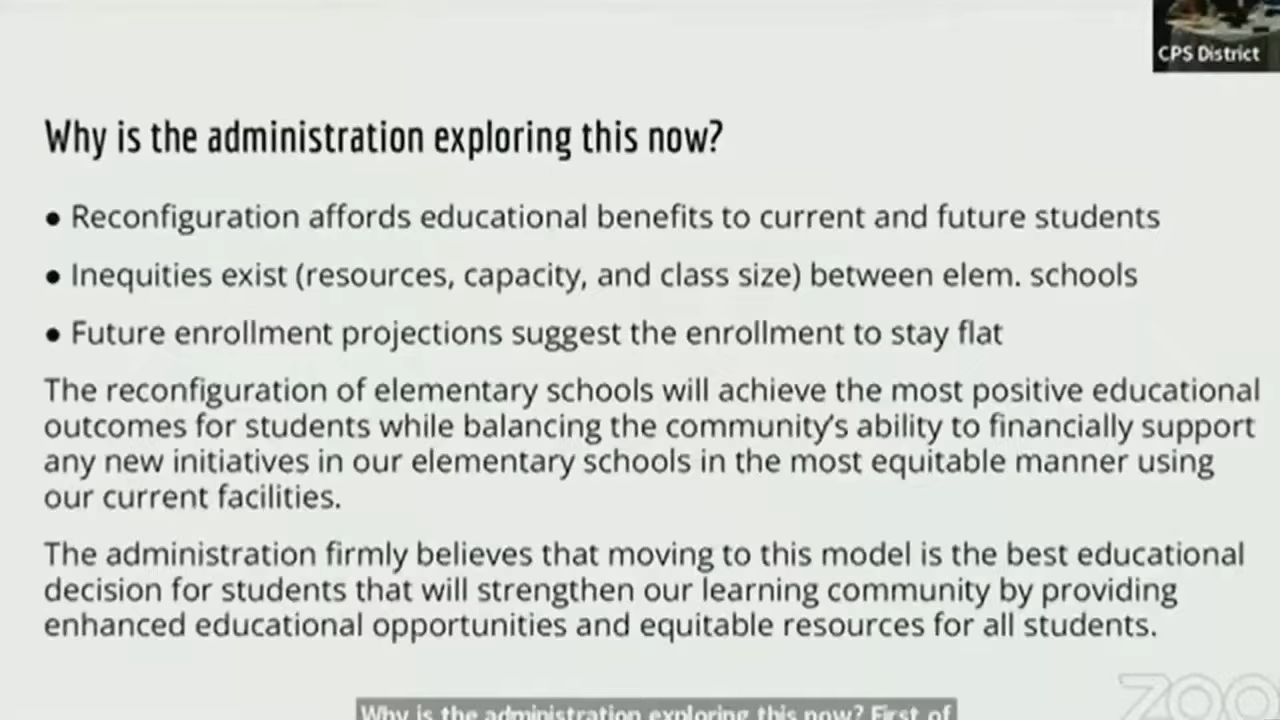 CPS District
Why is the administration exploring this now?
● Reconfiguration affords educational benefits to current and future students
● Inequities exist (resources, capacity, and class size) between elem. schools
● Future enrollment projections suggest the enrollment to stay flat
The reconfiguration of elementary schools will achieve the most positive educational
outcomes for students while balancing the community’s ability to financially support
any new initiatives in our elementary schools in the most equitable manner using
our current facilities.
The administration firmly believes that moving to this model is the best educational
decision for students that will strengthen our learning community by providing
enhanced educational opportunities and equitable resources for all students.
zoo
Why is the administration exploring this now? First of